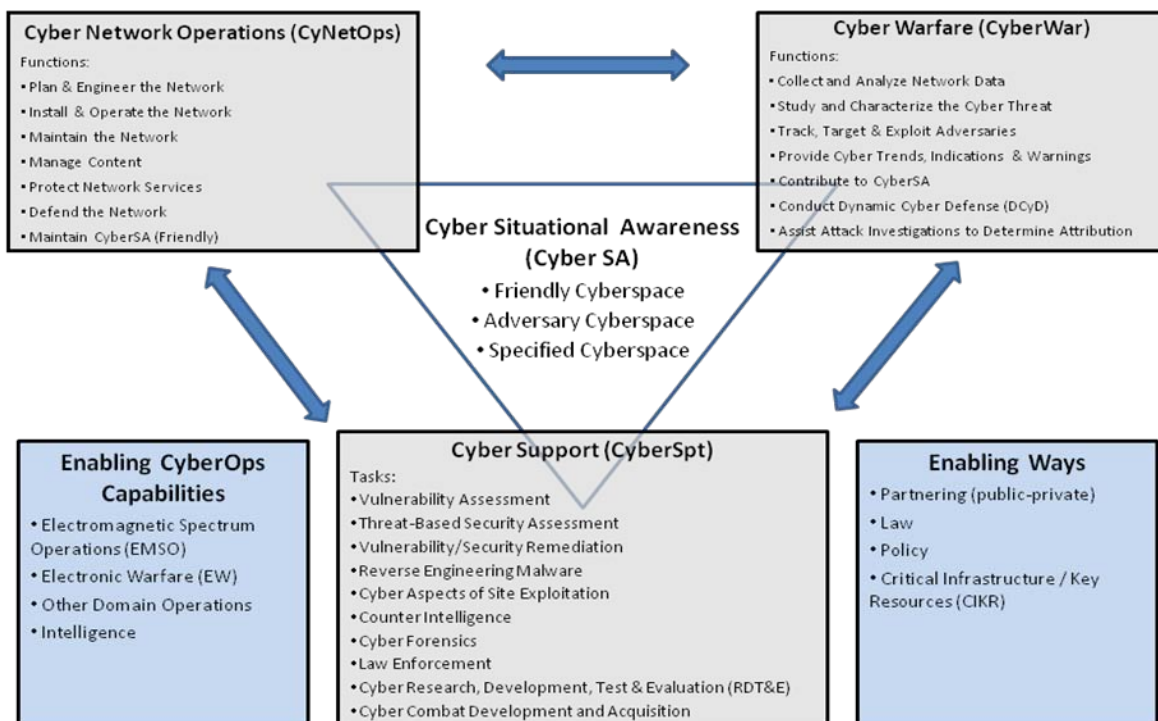 Cyber Network Operations (CyNetOps)
Functions:
▪ Plan & Engineer the Network
▪ Install & Operate the Network
▪ Maintain the Network
▪ Manage Content
▪ Protect Network Services
▪ Defend the Network
▪ Maintain CyberSA (Friendly)
Cyber Warfare (CyberWar)
Functions:
▪ Collect and Analyze Network Data
▪ Study and Characterize the Cyber Threat
▪ Track, Target & Exploit Adversaries
▪ Provide Cyber Trends, Indications & Warnings
▪ Contribute to CyberSA
▪ Conduct Dynamic Cyber Defense (DCyD)
▪ Assist Attack Investigations to Determine Attribution
Cyber Situational Awareness
(Cyber SA)
• Friendly Cyberspace
• Adversary Cyberspace
• Specified Cyberspace
Enabling CyberOps
Capabilities
• Electromagnetic Spectrum
Operations (EMSO)
• Electronic Warfare (EW)
• Other Domain Operations
• Intelligence
Cyber Support (CyberSpt)
Tasks:
•Vulnerability Assessment
•Threat-Based Security Assessment
•Vulnerability/Security Remediation
•Reverse Engineering Malware
•Cyber Aspects of Site Exploitation
•Counter Intelligence
•Cyber Forensics
•Law Enforcement
•Cyber Research, Development, Test & Evaluation (RDT&E)
•Cyber Combat Development and Acquisition
Enabling Ways
• Partnering (public-private)
• Law
• Policy
• Critical Infrastructure / Key
Resources (CIKR)